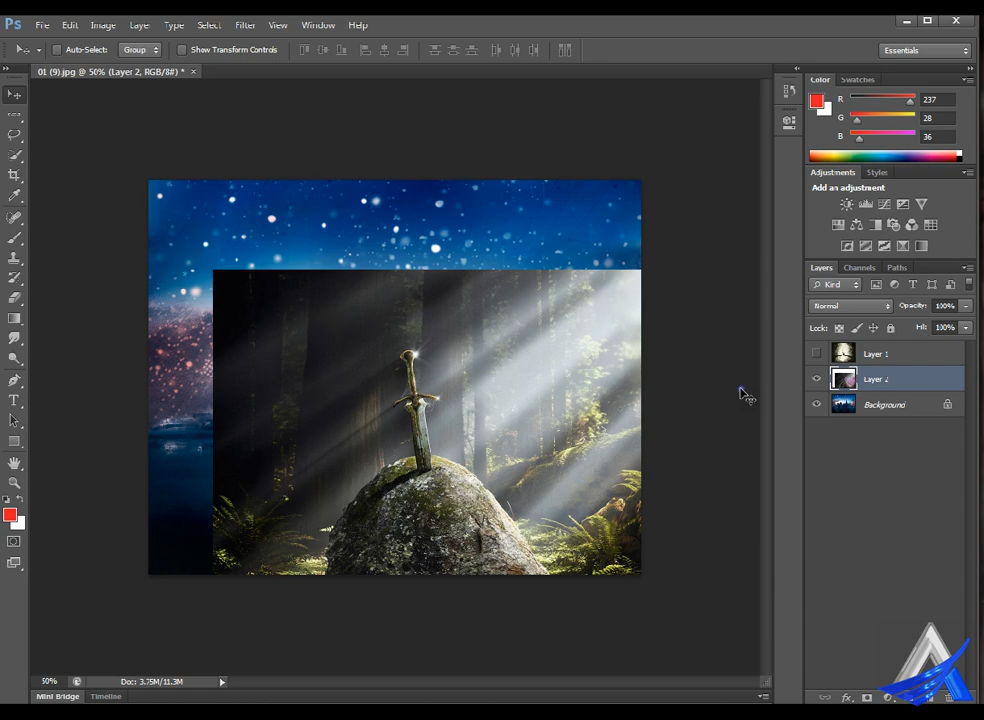 Ps File Edit Image Layer Type Select Filter View Window Help
Auto-Select: Group Show Transform Controls Essentials
01 (9).jpg @ 50% (Layer 2, RGB/8#) * ×
Color Swatches
R 237
G 28
B 36
Adjustments Styles
Add an adjustment
Layers Channels Paths
Kind T
Normal Opacity: 100%
Lock: Fill: 100%
Layer 1
Layer 2
Background
T
50% Doc: 3.75M/11.3M
Mini Bridge Timeline
fx